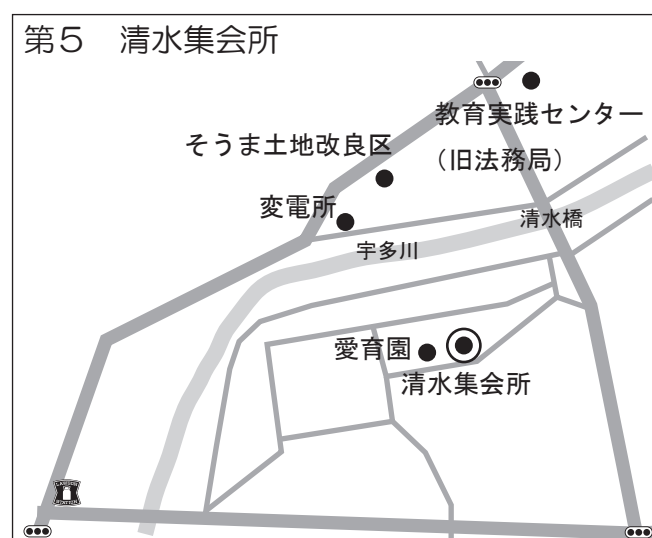 第5 清水集会所
教育実践センター
(旧法務局)
そうま土地改良区
変電所
清水橋
宇多川
愛育園
清水集会所
LAWSON
STATION